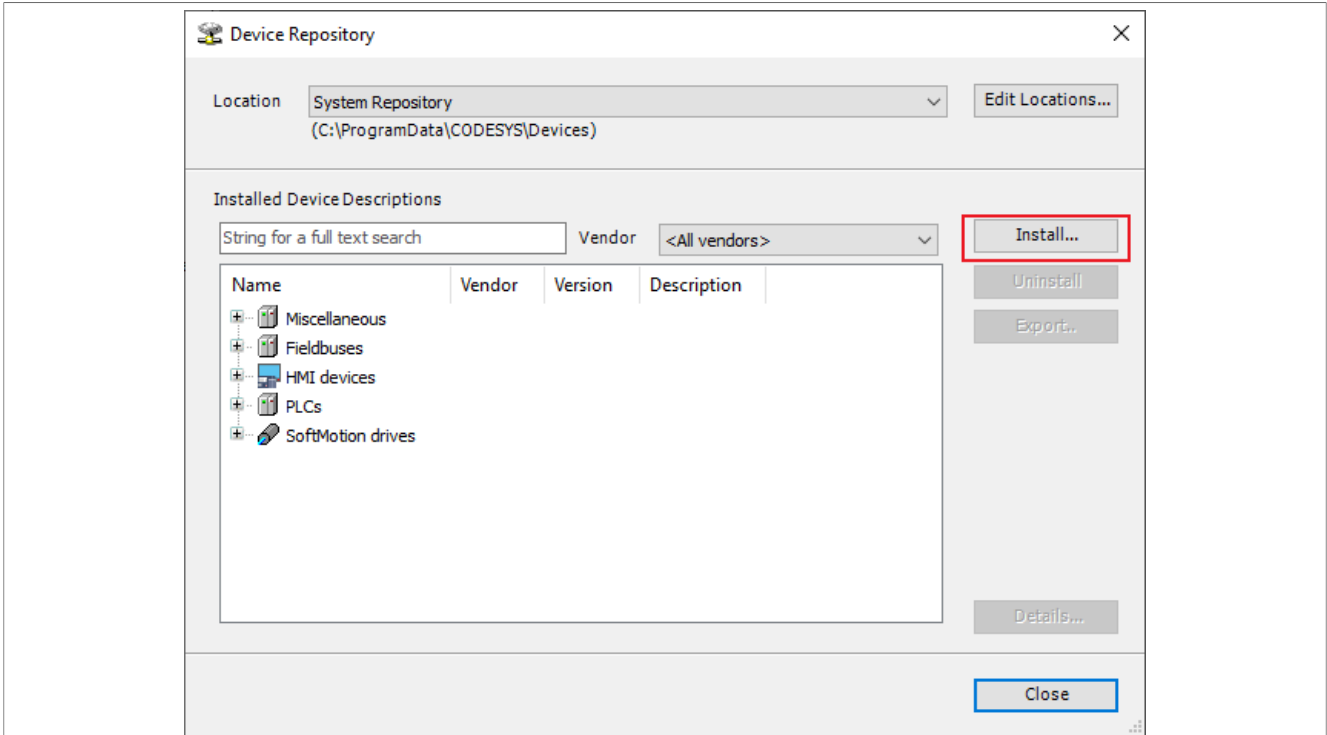 Device Repository
Location System Repository Edit Locations...
(C:\ProgramData\CODESYS\Devices)
Installed Device Descriptions
String for a full text search Vendor <All vendors> Install...
Name Vendor Version Description Uninstall
Miscellaneous Export..
Fieldbuses
HMI devices
PLCs
SoftMotion drives
Details...
Close